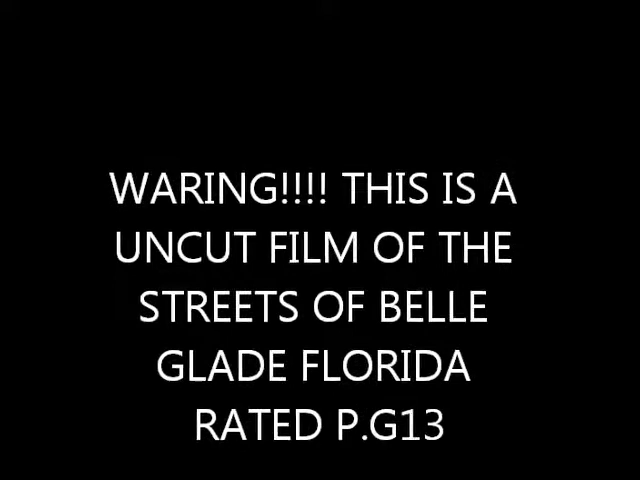 WARING!!!! THIS IS A
UNCUT FILM OF THE
STREETS OF BELLE
GLADE FLORIDA
RATED P.G13